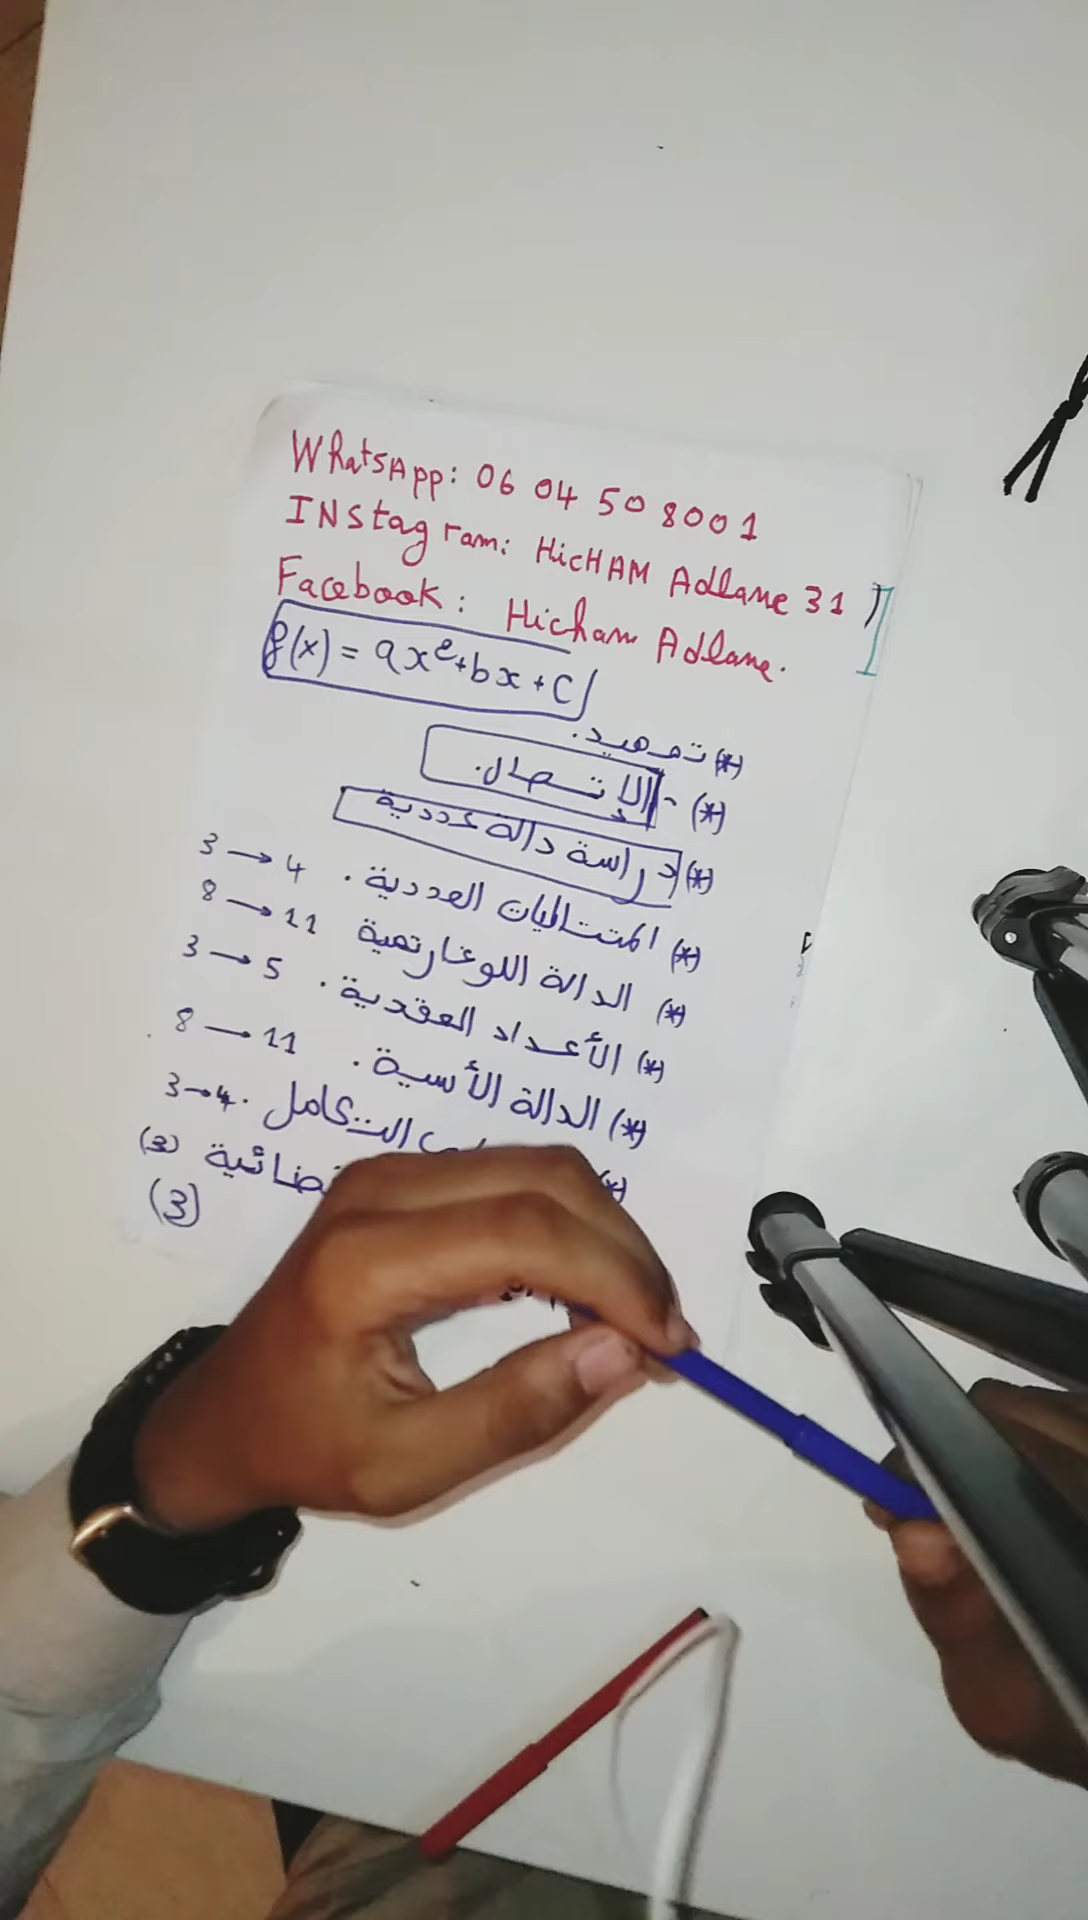 WhatsApp: 06 04 50 8001
INstagram: HicHAM Adlane 31
Facebook: Hicham Adlane.
f(x) = ax²+bx+c
(*) تمهيد.
(*) - الإتصال.
(*) دراسة دالة عددية
(*) المتتاليات العددية. 3 → 4
(*) الدالة اللوغارتمية 8 → 11
(*) الأعداد العقدية. 3 → 5
(*) الدالة الأسية. 8 → 11
(*) التكامل. 3→4
(3)
(3)